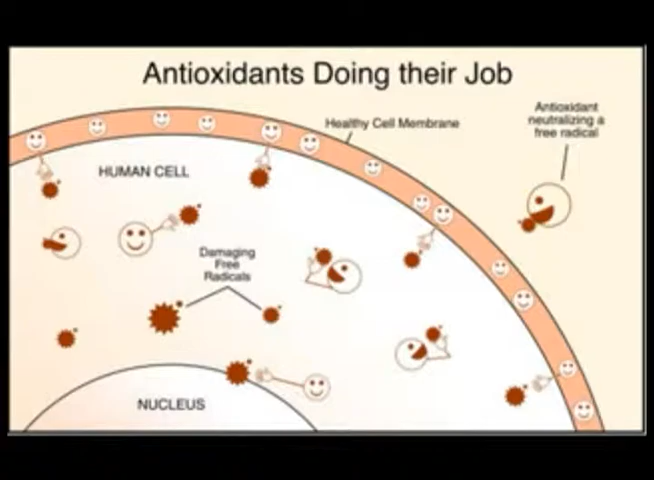 Antioxidants Doing their Job
Antioxidant
neutralizing a
free radical
Healthy Cell Membrane
HUMAN CELL
Damaging
Free
Radicals
NUCLEUS